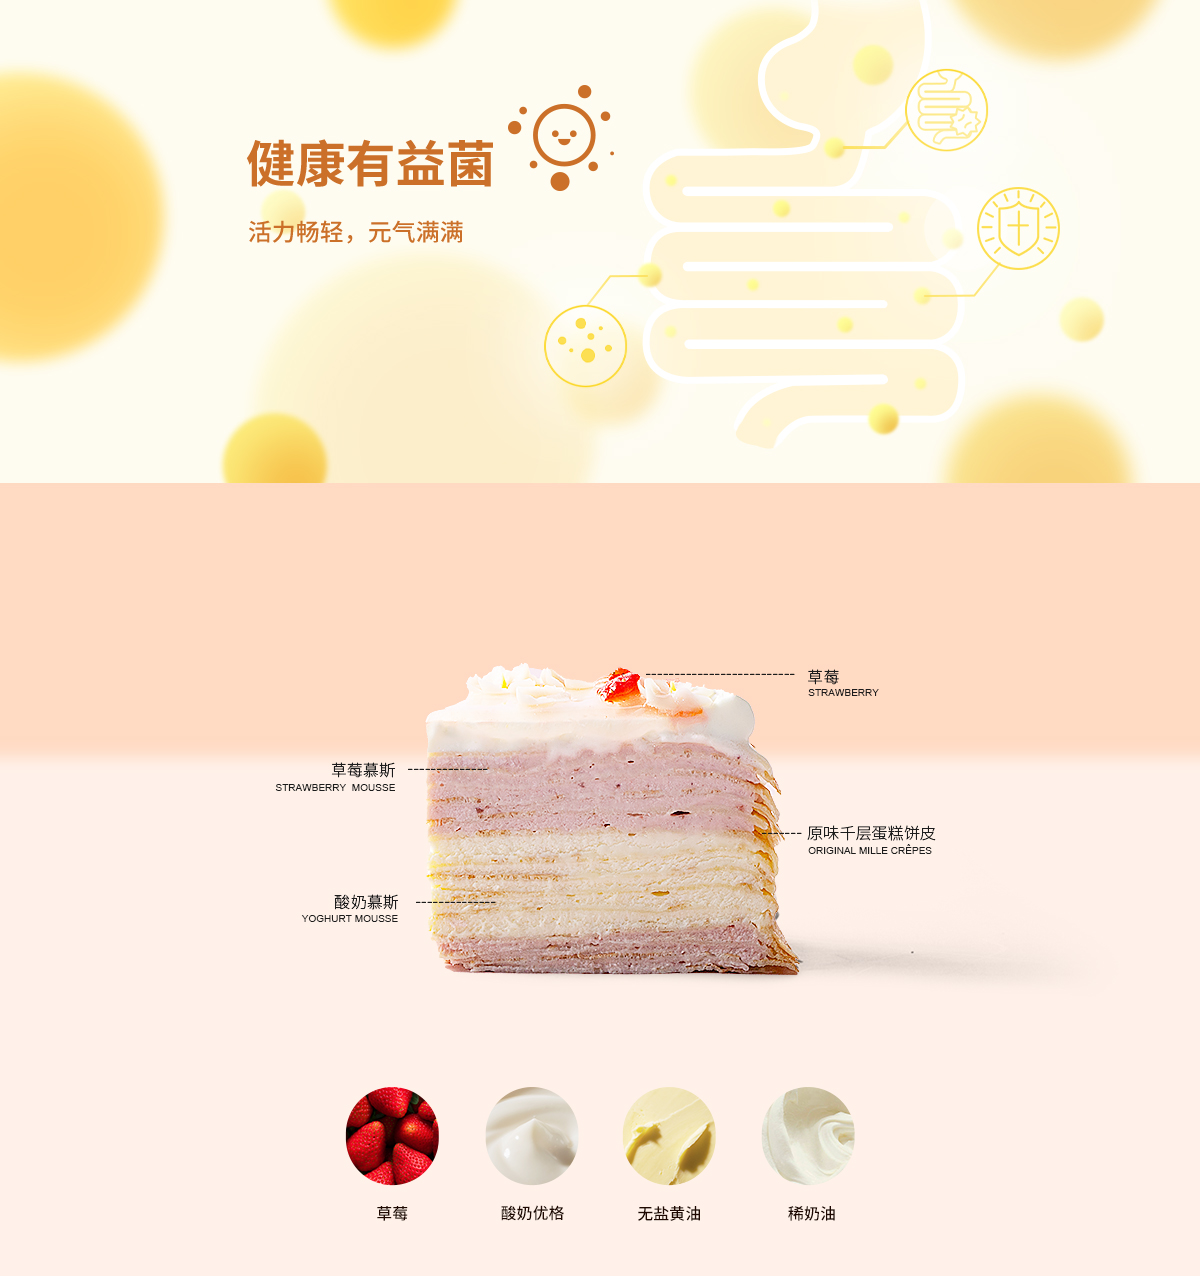 健康有益菌
活力畅轻，元气满满
草莓
STRAWBERRY
草莓慕斯
STRAWBERRY MOUSSE
原味千层蛋糕饼皮
ORIGINAL MILLE CRÊPES
酸奶慕斯
YOGHURT MOUSSE
草莓
酸奶优格
无盐黄油
稀奶油